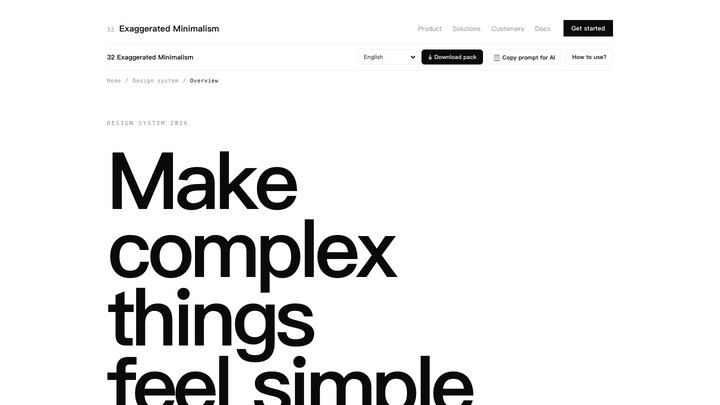 32 Exaggerated Minimalism
Product Solutions Customers Docs Get started
32 Exaggerated Minimalism
English Download pack 📋 Copy prompt for AI How to use?
Home / Design system / Overview
DESIGN SYSTEM 2026
Make
complex
things
feel simple